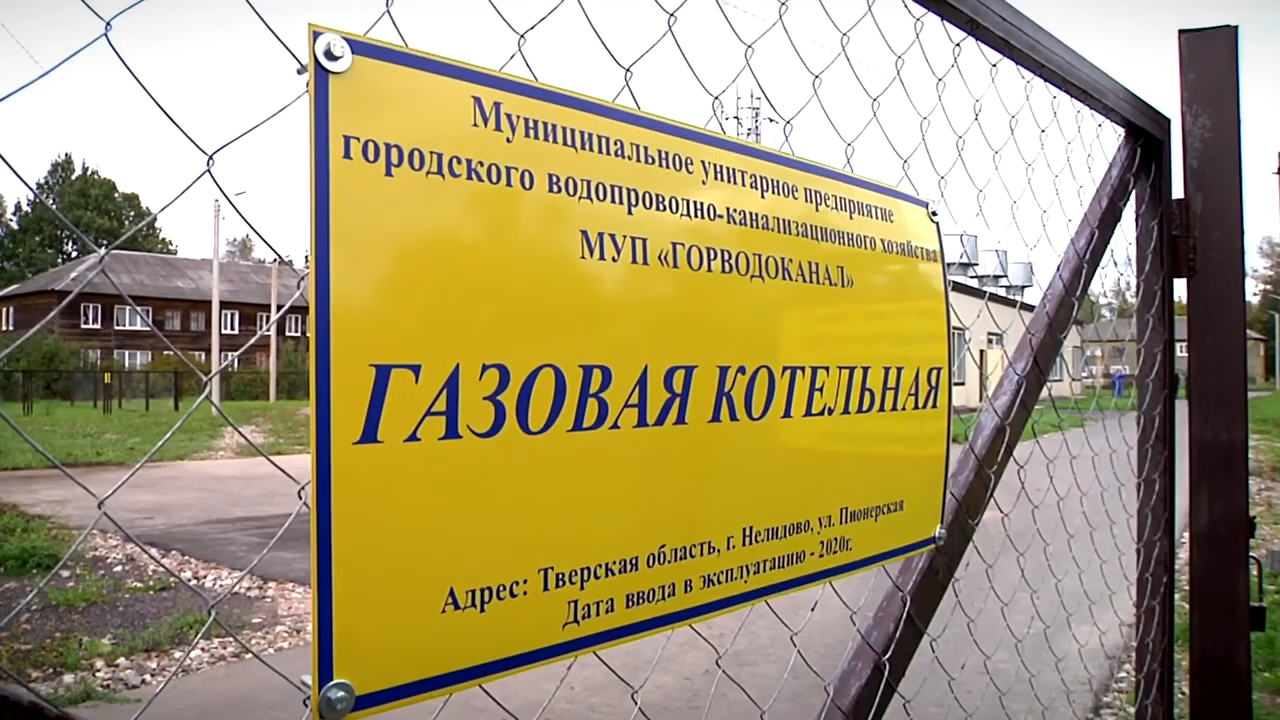 Муниципальное унитарное предприятие
городского водопроводно-канализационного хозяйства
МУП «ГОРВОДОКАНАЛ»
ГАЗОВАЯ КОТЕЛЬНАЯ
Адрес: Тверская область, г. Нелидово, ул. Пионерская
Дата ввода в эксплуатацию - 2020г.